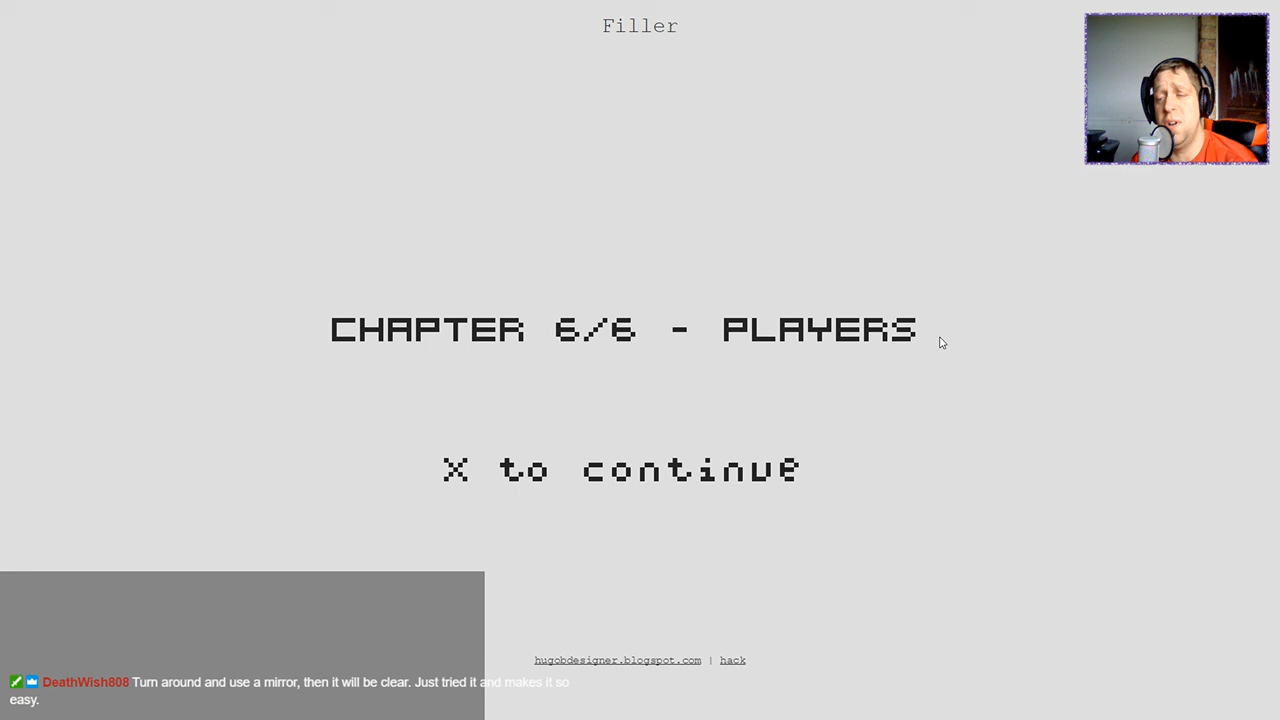 Filler
CHAPTER 6/6 - PLAYERS
X to continue
hugobdesigner.blogspot.com | hack
DeathWish808 Turn around and use a mirror, then it will be clear. Just tried it and makes it so
easy.